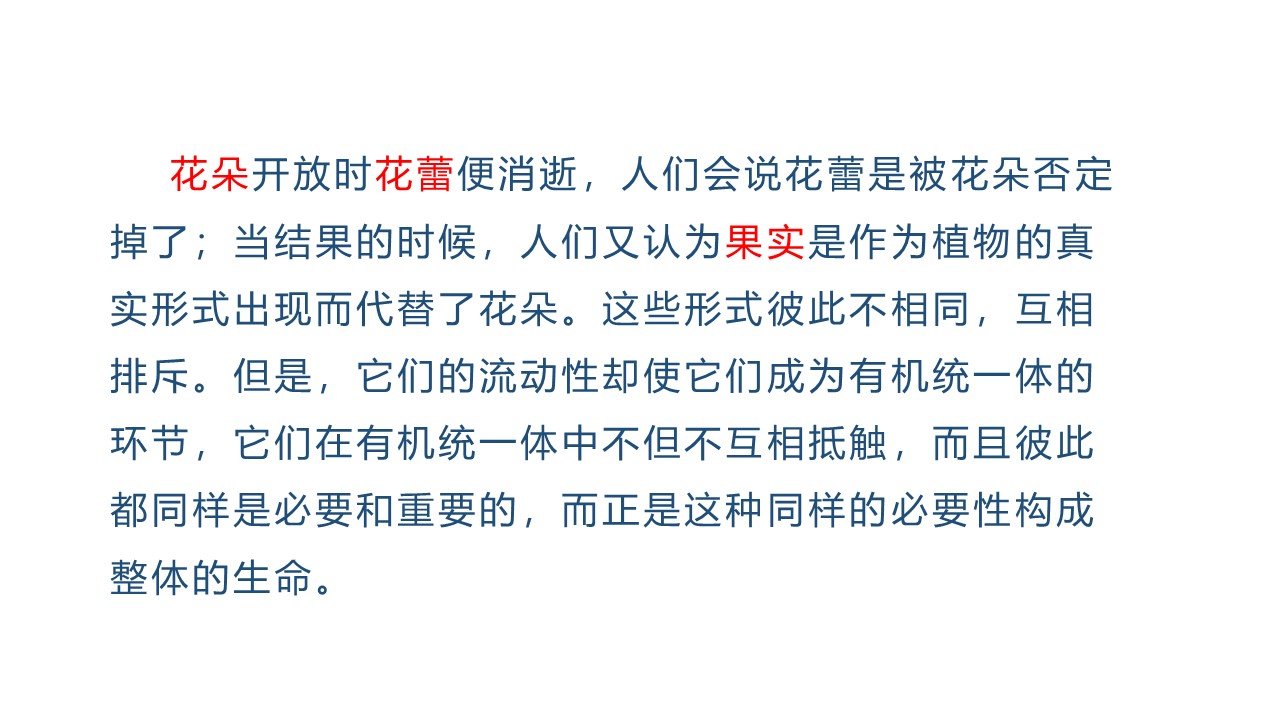 花朵开放时花蕾便消逝，人们会说花蕾是被花朵否定
掉了；当结果的时候，人们又认为果实是作为植物的真
实形式出现而代替了花朵。这些形式彼此不相同，互相
排斥。但是，它们的流动性却使它们成为有机统一体的
环节，它们在有机统一体中不但不互相抵触，而且彼此
都同样是必要和重要的，而正是这种同样的必要性构成
整体的生命。